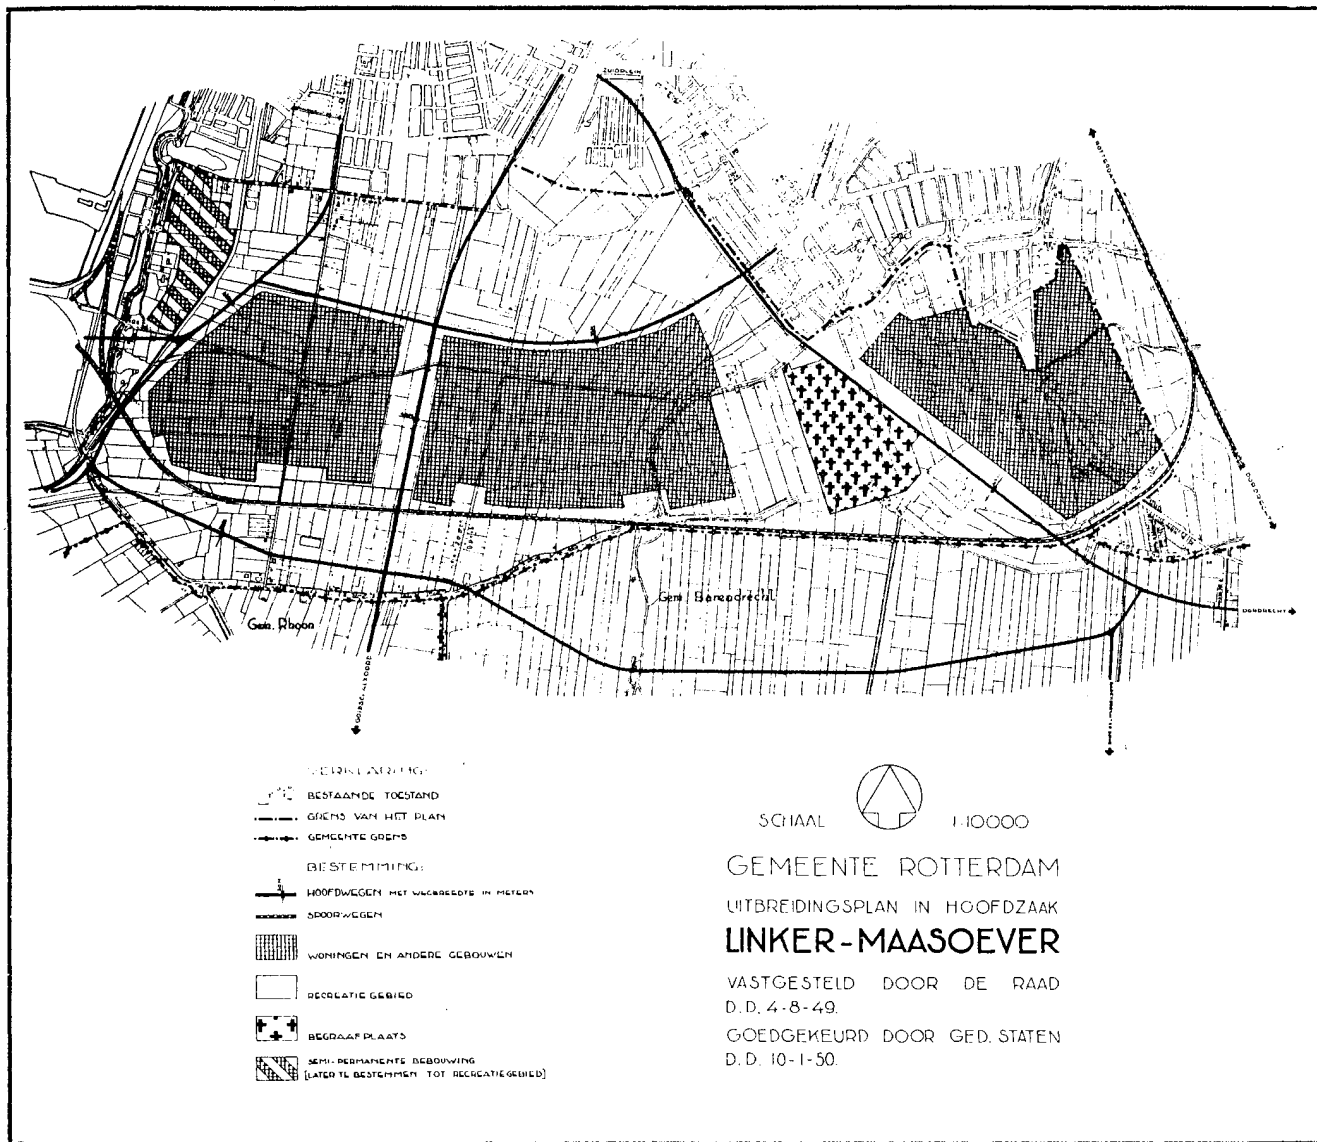 ZUIDPLEIN
Gem. Barendrecht
Gem. Rhoon
DORDRECHT
VERKLARING:
BESTAANDE TOESTAND
GRENS VAN HET PLAN
GEMEENTE GRENS
BESTEMMING:
HOOFDWEGEN MET WEGBREEDTE IN METERS
SPOORWEGEN
WONINGEN EN ANDERE GEBOUWEN
RECREATIE GEBIED
BEGRAAFPLAATS
SEMI-PERMANENTE BEBOUWING
[LATER TE BESTEMMEN TOT RECREATIEGEBIED]
SCHAAL 1:10000
GEMEENTE ROTTERDAM
UITBREIDINGSPLAN IN HOOFDZAAK
LINKER-MAASOEVER
VASTGESTELD DOOR DE RAAD
D.D. 4-8-49.
GOEDGEKEURD DOOR GED. STATEN
D.D. 10-1-50.